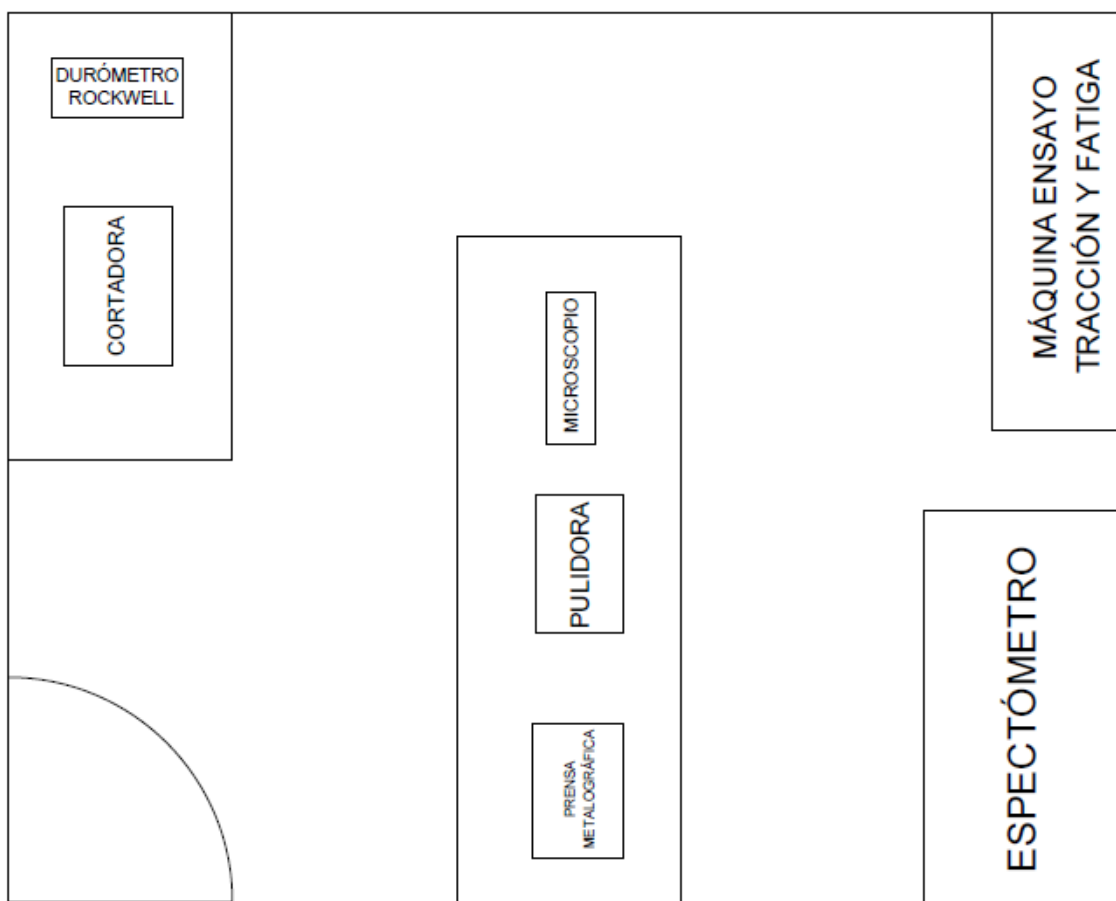 DURÓMETRO
ROCKWELL
CORTADORA
MICROSCOPIO
PULIDORA
PRENSA
METALOGRÁFICA
MÁQUINA ENSAYO
TRACCIÓN Y FATIGA
ESPECTÓMETRO